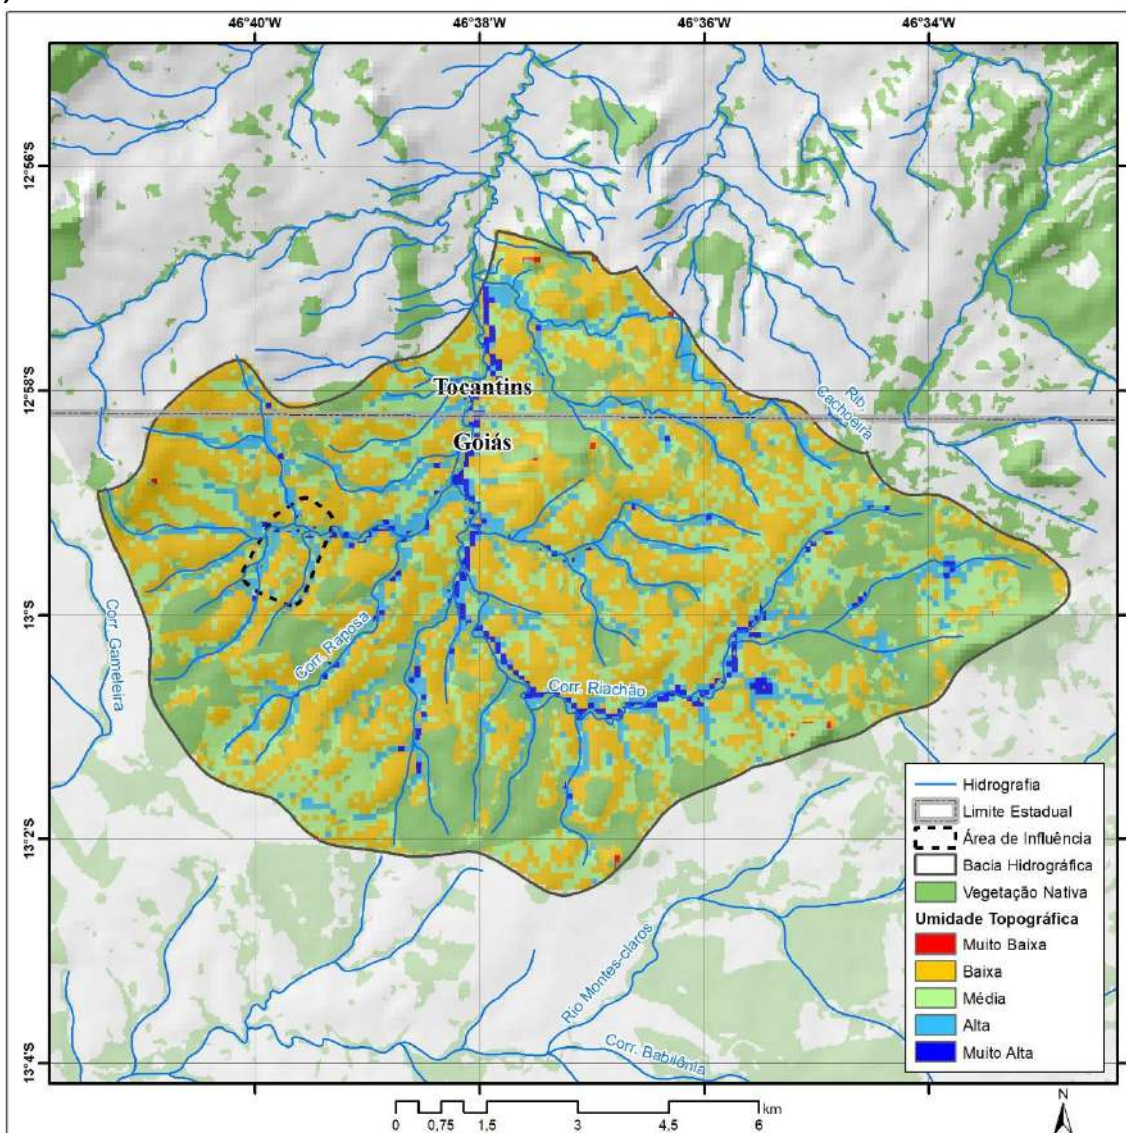 )
46°40'W 46°38'W 46°36'W 46°34'W
12°56'S
12°58'S
13°S
13°2'S
13°4'S
Tocantins
Goiás
Rib.
Cachoeira
Corr. Gameleira
Corr. Raposa
Corr. Riachão
Rio Montes-claros
Corr. Babilônia
Hidrografia
Limite Estadual
Área de Influência
Bacia Hidrográfica
Vegetação Nativa
Umidade Topográfica
Muito Baixa
Baixa
Média
Alta
Muito Alta
N
km
0 0,75 1,5 3 4,5 6